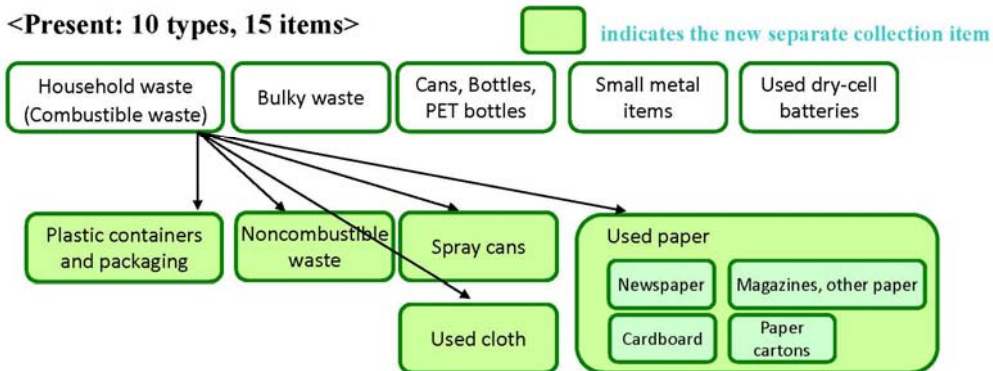 <Present: 10 types, 15 items>
indicates the new separate collection item
Household waste
(Combustible waste)
Bulky waste
Cans, Bottles,
PET bottles
Small metal
items
Used dry-cell
batteries
Plastic containers
and packaging
Noncombustible
waste
Spray cans
Used cloth
Used paper
Newspaper
Magazines, other paper
Cardboard
Paper
cartons